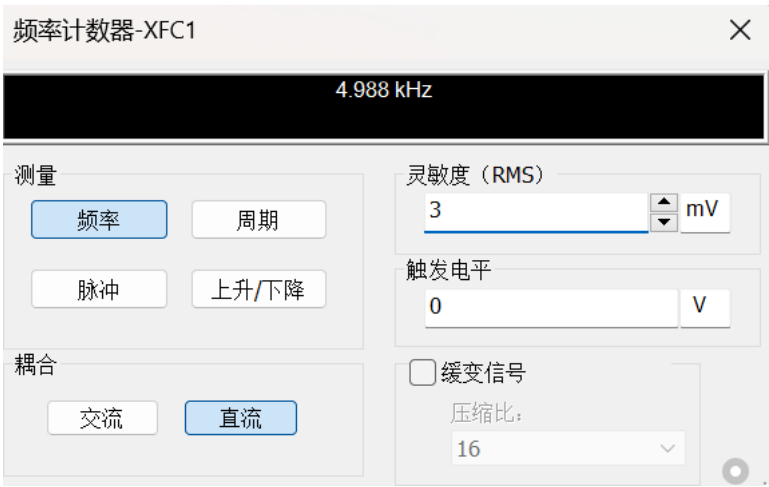 频率计数器-XFC1
4.988 kHz
测量
频率
周期
脉冲
上升/下降
耦合
交流
直流
灵敏度（RMS）
3
mV
触发电平
0
V
缓变信号
压缩比：
16